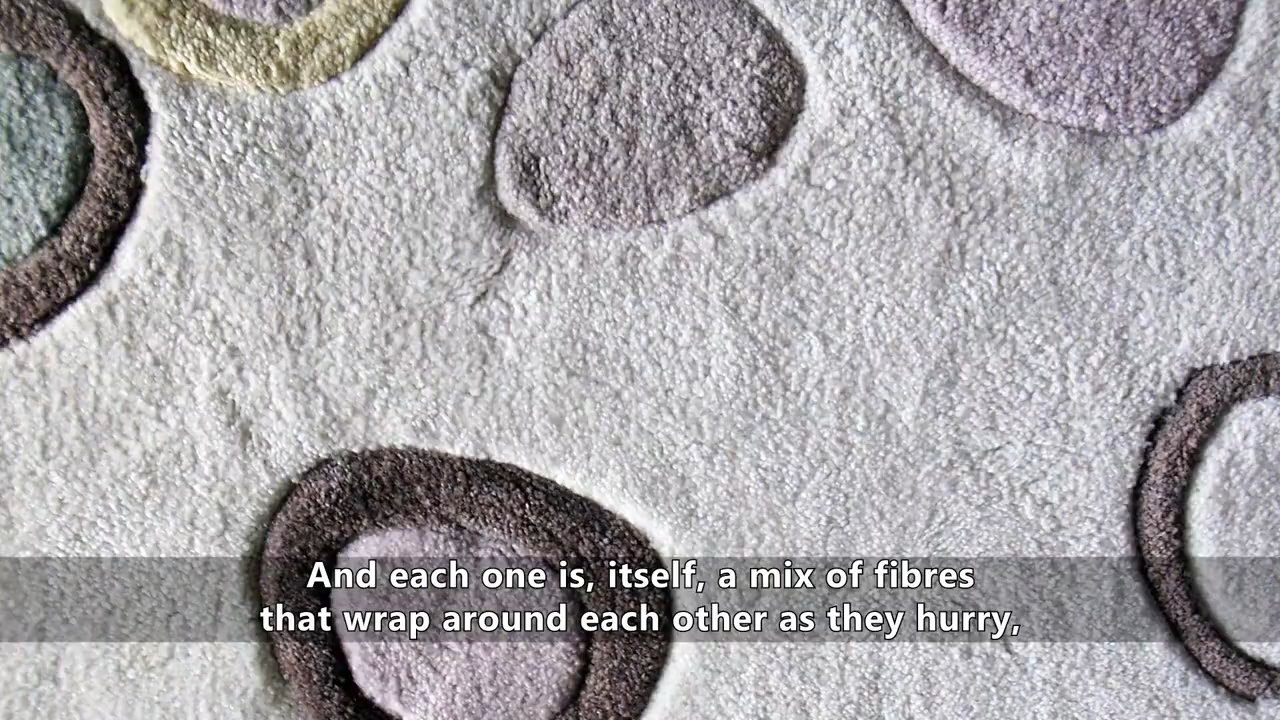 And each one is, itself, a mix of fibres
that wrap around each other as they hurry,